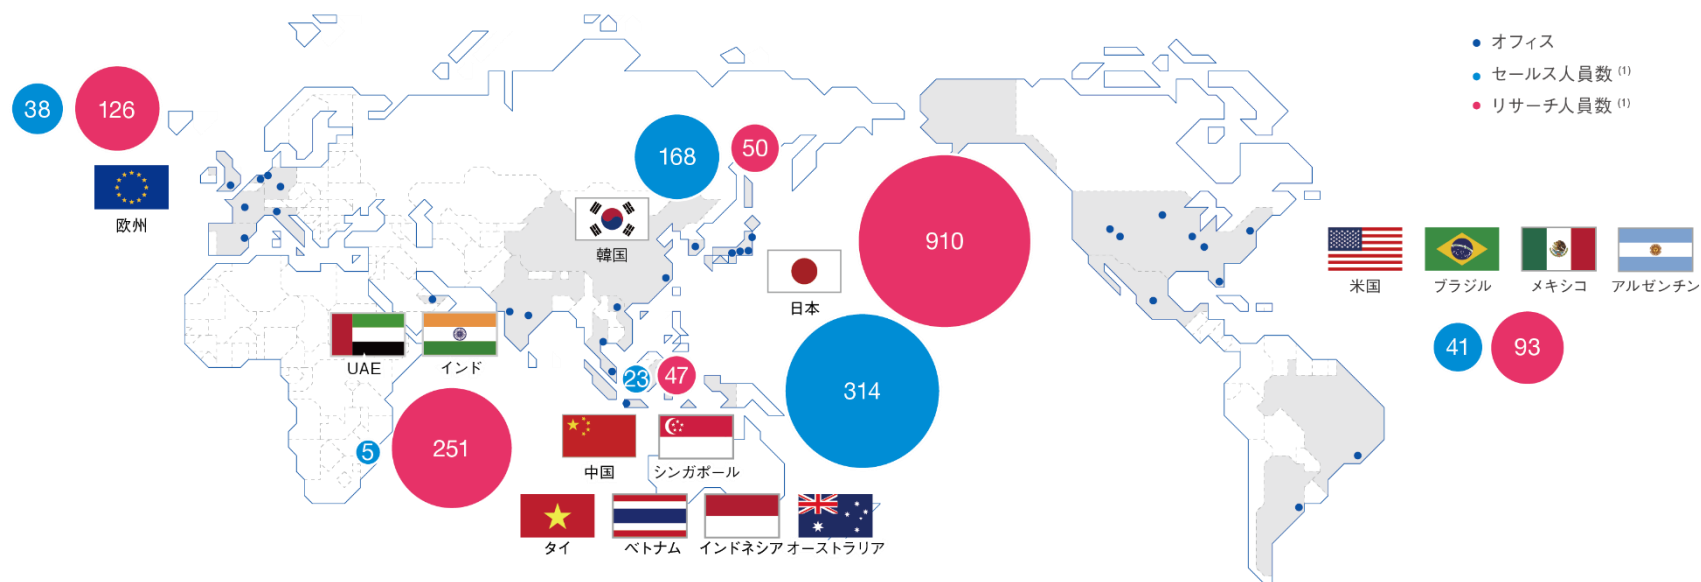 オフィス
セールス人員数 (1)
リサーチ人員数 (1)
38
126
欧州
168
50
韓国
910
日本
314
米国
ブラジル
メキシコ
アルゼンチン
41
93
UAE
インド
5
251
23
47
中国
シンガポール
タイ
ベトナム
インドネシア
オーストラリア